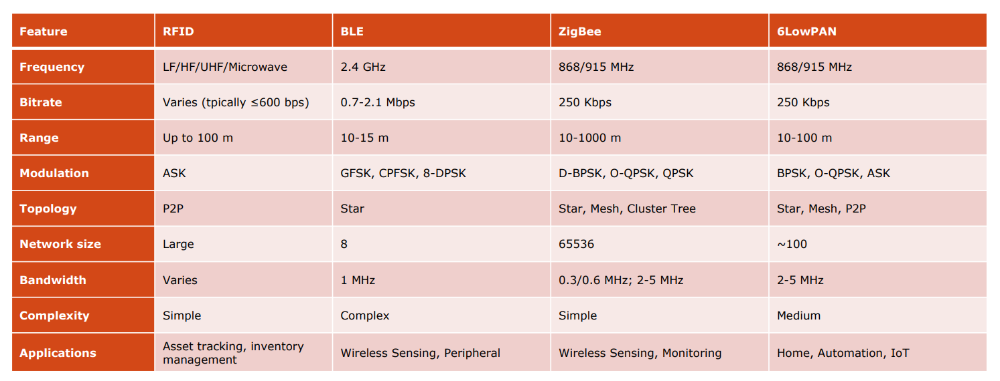 Feature RFID BLE ZigBee 6LowPAN
Frequency LF/HF/UHF/Microwave 2.4 GHz 868/915 MHz 868/915 MHz
Bitrate Varies (tpically ≤600 bps) 0.7-2.1 Mbps 250 Kbps 250 Kbps
Range Up to 100 m 10-15 m 10-1000 m 10-100 m
Modulation ASK GFSK, CPFSK, 8-DPSK D-BPSK, O-QPSK, QPSK BPSK, O-QPSK, ASK
Topology P2P Star Star, Mesh, Cluster Tree Star, Mesh, P2P
Network size Large 8 65536 ~100
Bandwidth Varies 1 MHz 0.3/0.6 MHz; 2-5 MHz 2-5 MHz
Complexity Simple Complex Simple Medium
Applications Asset tracking, inventory management Wireless Sensing, Peripheral Wireless Sensing, Monitoring Home, Automation, IoT